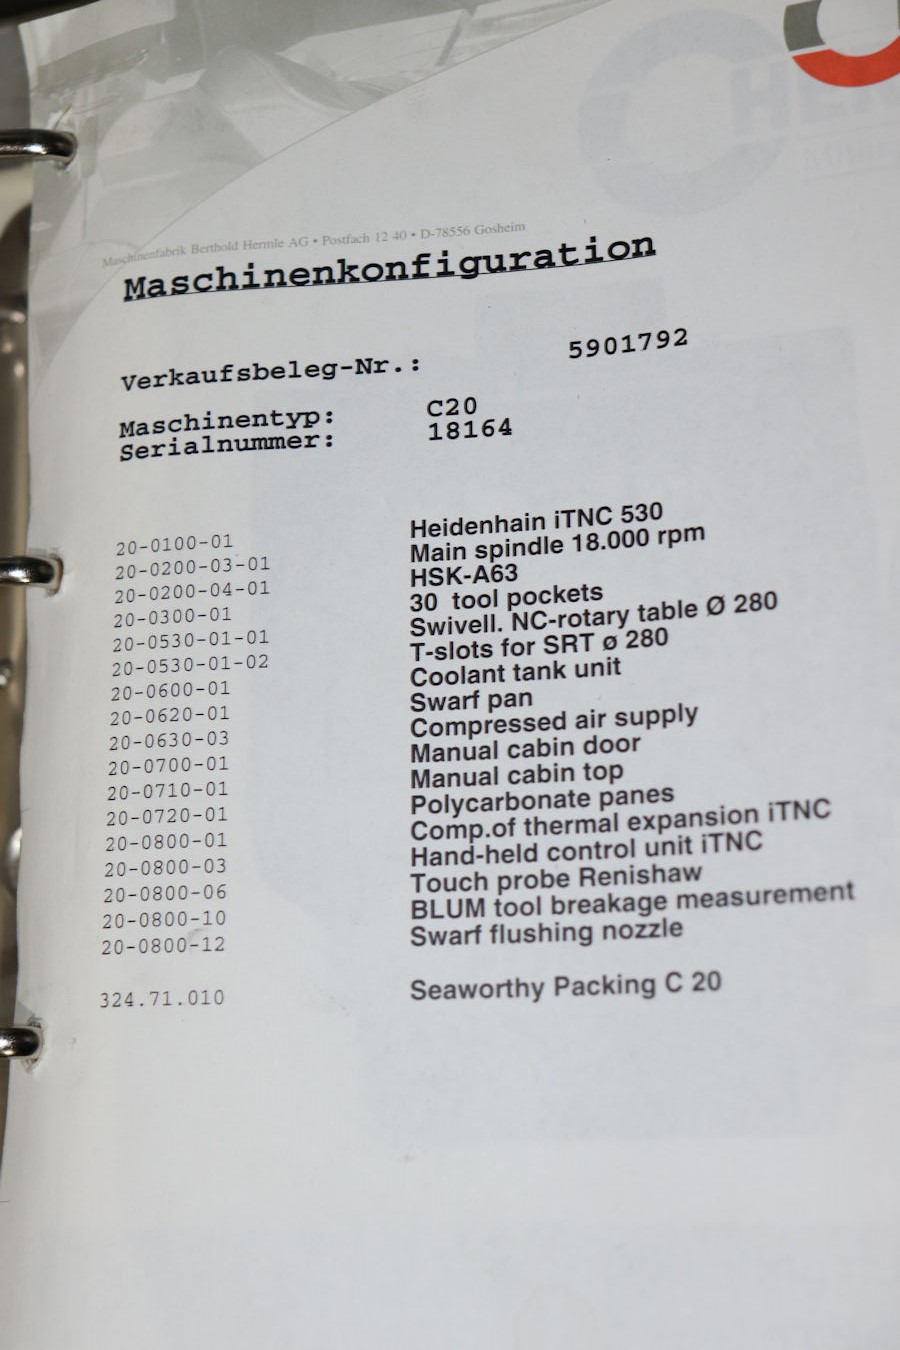 Maschinenfabrik Berthold Hermle AG • Postfach 12 40 • D-78556 Gosheim
Maschinenkonfiguration
Verkaufsbeleg-Nr.: 5901792
Maschinentyp: C20
Serialnummer: 18164
20-0100-01 Heidenhain iTNC 530
20-0200-03-01 Main spindle 18.000 rpm
20-0200-04-01 HSK-A63
20-0300-01 30 tool pockets
20-0530-01-01 Swivell. NC-rotary table Ø 280
20-0530-01-02 T-slots for SRT ø 280
20-0600-01 Coolant tank unit
20-0620-01 Swarf pan
20-0630-03 Compressed air supply
20-0700-01 Manual cabin door
20-0710-01 Manual cabin top
20-0720-01 Polycarbonate panes
20-0800-01 Comp.of thermal expansion iTNC
20-0800-03 Hand-held control unit iTNC
20-0800-06 Touch probe Renishaw
20-0800-10 BLUM tool breakage measurement
20-0800-12 Swarf flushing nozzle
324.71.010 Seaworthy Packing C 20